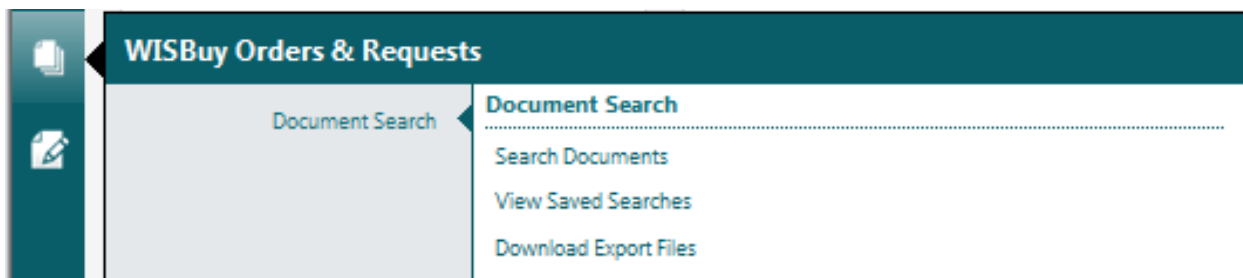 WISBuy Orders & Requests
Document Search
Document Search
Search Documents
View Saved Searches
Download Export Files